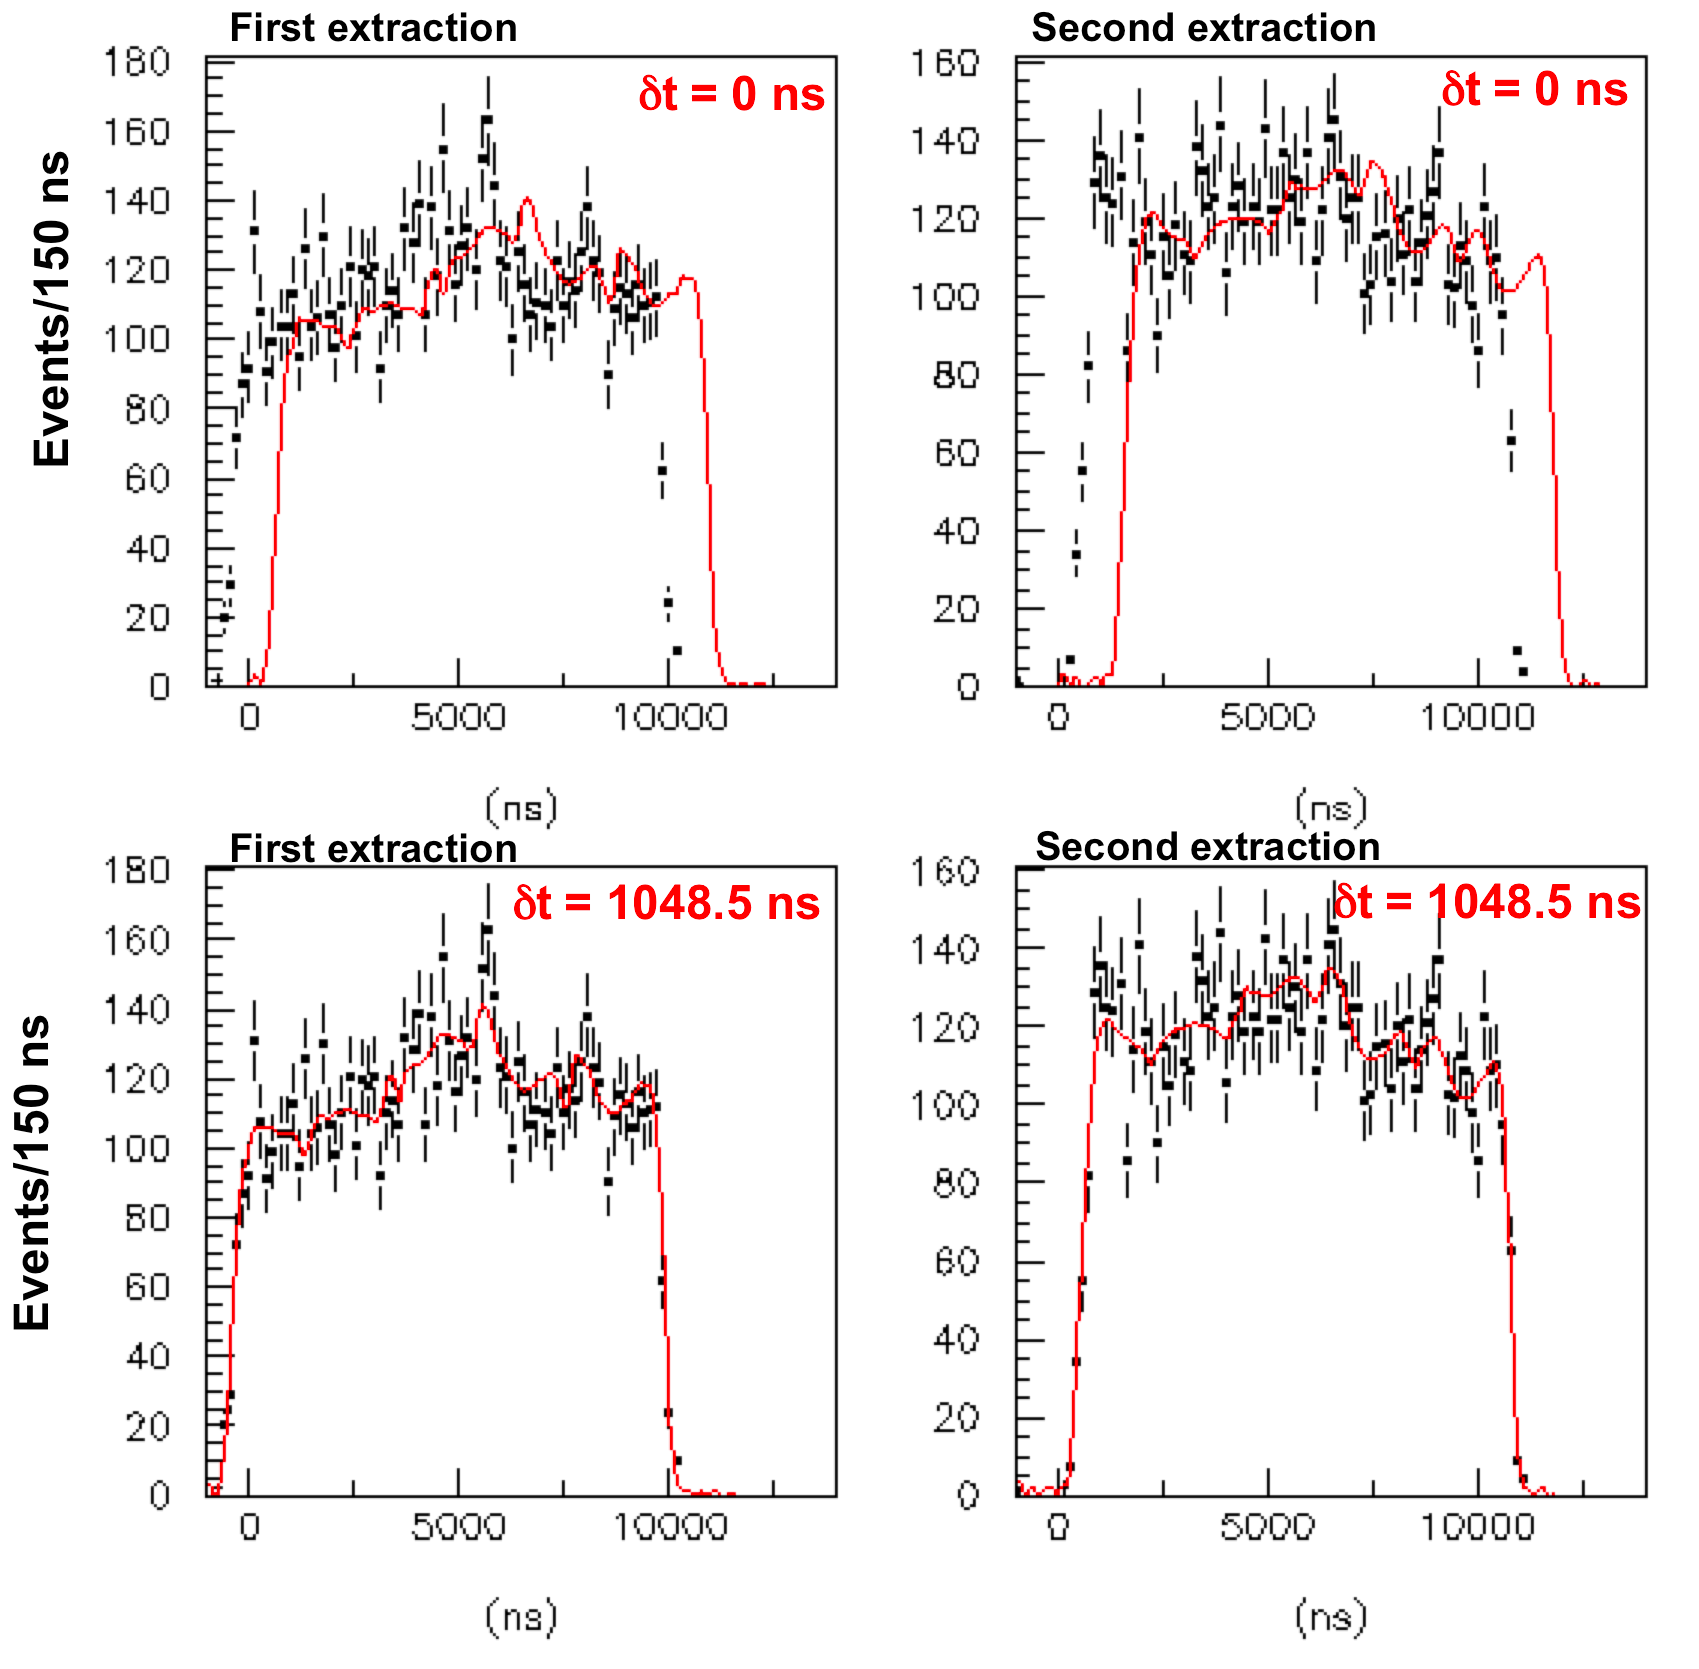 First extraction
Second extraction
δt = 0 ns
δt = 0 ns
Events/150 ns
180
160
140
120
100
80
60
40
20
0
0 5000 10000
(ns)
160
140
120
100
80
60
40
20
0
0 5000 10000
(ns)
First extraction
Second extraction
δt = 1048.5 ns
δt = 1048.5 ns
Events/150 ns
180
160
140
120
100
80
60
40
20
0
0 5000 10000
(ns)
160
140
120
100
80
60
40
20
0
0 5000 10000
(ns)